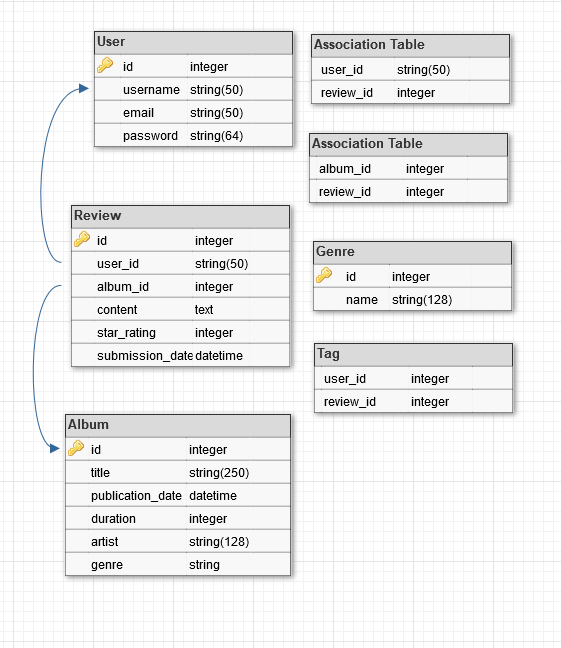 User
id integer
username string(50)
email string(50)
password string(64)
Review
id integer
user_id string(50)
album_id integer
content text
star_rating integer
submission_date datetime
Album
id integer
title string(250)
publication_date datetime
duration integer
artist string(128)
genre string
Association Table
user_id string(50)
review_id integer
Association Table
album_id integer
review_id integer
Genre
id integer
name string(128)
Tag
user_id integer
review_id integer